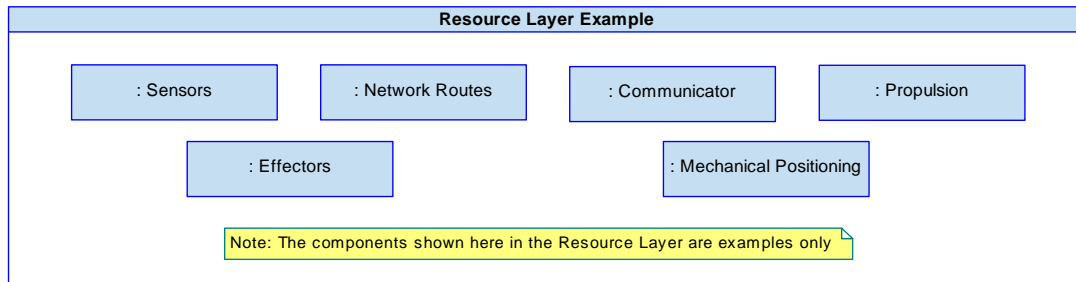 Resource Layer Example
: Sensors
: Network Routes
: Communicator
: Propulsion
: Effectors
: Mechanical Positioning
Note: The components shown here in the Resource Layer are examples only